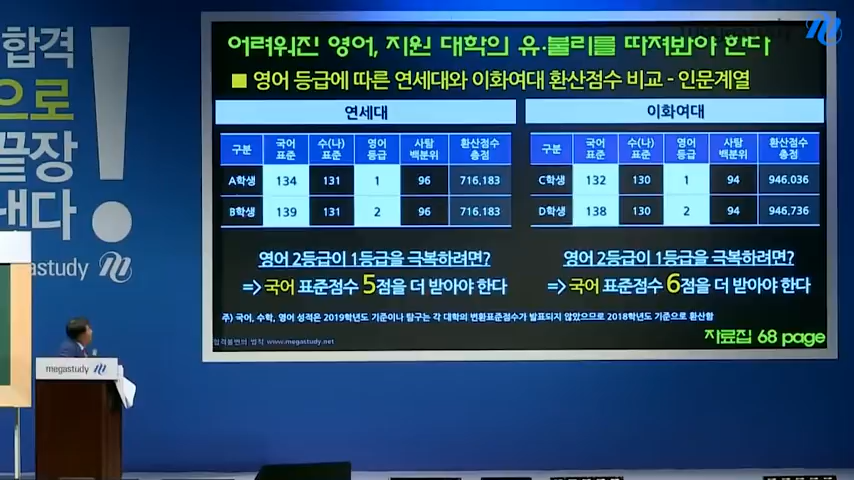 합격
으로
끝장
낸다
megastudy
어려워진 영어, 지원 대학의 유·불리를 따져봐야 한다
■ 영어 등급에 따른 연세대와 이화여대 환산점수 비교 - 인문계열
연세대
구분 국어 표준 수(나) 표준 영어 등급 사탐 백분위 환산점수 총점
A학생 134 131 1 96 716.183
B학생 139 131 2 96 716.183
영어 2등급이 1등급을 극복하려면?
=> 국어 표준점수 5점을 더 받아야 한다
이화여대
구분 국어 표준 수(나) 표준 영어 등급 사탐 백분위 환산점수 총점
C학생 132 130 1 94 946.036
D학생 138 130 2 94 946.736
영어 2등급이 1등급을 극복하려면?
=> 국어 표준점수 6점을 더 받아야 한다
주) 국어, 수학, 영어 성적은 2019학년도 기준이나 탐구는 각 대학의 변환표준점수가 발표되지 않았으므로 2018학년도 기준으로 환산함
합격불변의 법칙 www.megastudy.net
자료집 68 page
megastudy